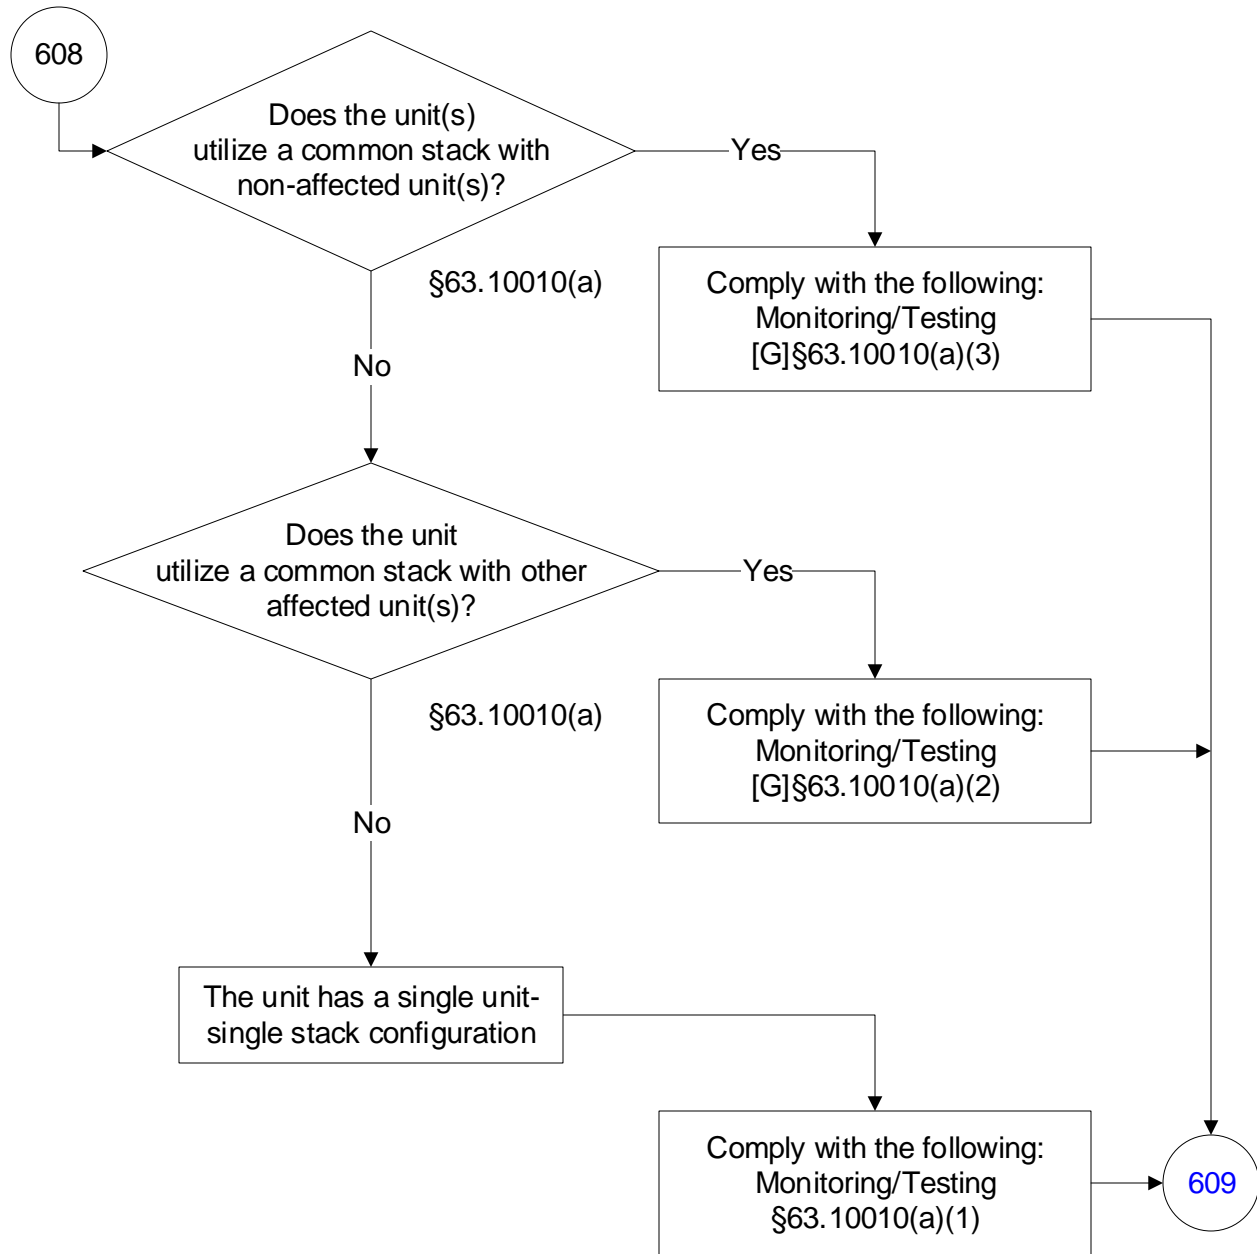 608
Does the unit(s)
utilize a common stack with
non-affected unit(s)?
Yes
§63.10010(a)
Comply with the following:
Monitoring/Testing
[G]§63.10010(a)(3)
No
Does the unit
utilize a common stack with other
affected unit(s)?
Yes
§63.10010(a)
Comply with the following:
Monitoring/Testing
[G]§63.10010(a)(2)
No
The unit has a single unit-
single stack configuration
Comply with the following:
Monitoring/Testing
§63.10010(a)(1)
609